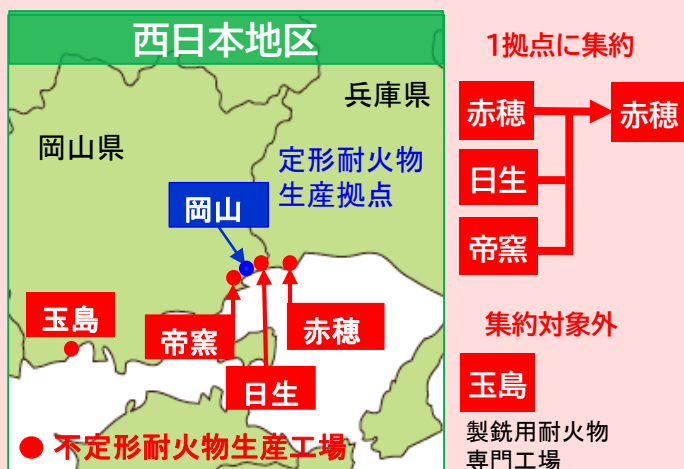 西日本地区
兵庫県
岡山県
定形耐火物
生産拠点
岡山
玉島
帝窯
赤穂
日生
● 不定形耐火物生産工場
1拠点に集約
赤穂
赤穂
日生
帝窯
集約対象外
玉島
製銑用耐火物
専門工場